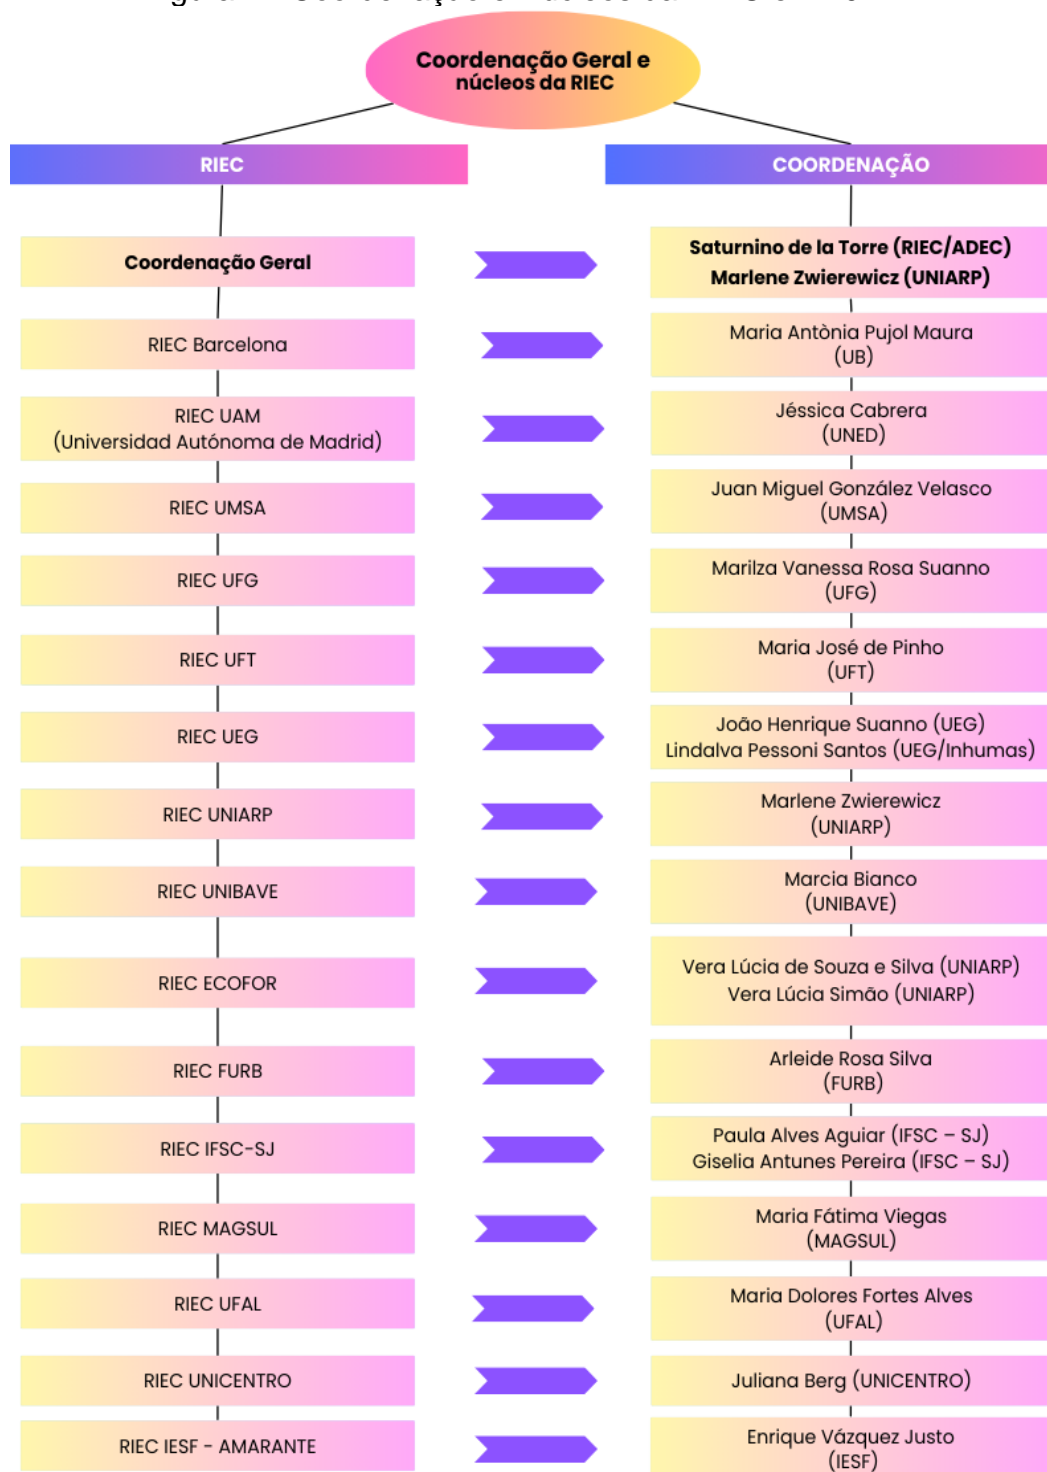 Coordenação Geral e
núcleos da RIEC
RIEC
COORDENAÇÃO
Coordenação Geral
Saturnino de la Torre (RIEC/ADEC)
Marlene Zwierewicz (UNIARP)
RIEC Barcelona
Maria Antònia Pujol Maura
(UB)
RIEC UAM
(Universidad Autónoma de Madrid)
Jéssica Cabrera
(UNED)
RIEC UMSA
Juan Miguel González Velasco
(UMSA)
RIEC UFG
Marilza Vanessa Rosa Suanno
(UFG)
RIEC UFT
Maria José de Pinho
(UFT)
RIEC UEG
João Henrique Suanno (UEG)
Lindalva Pessoni Santos (UEG/Inhumas)
RIEC UNIARP
Marlene Zwierewicz
(UNIARP)
RIEC UNIBAVE
Marcia Bianco
(UNIBAVE)
RIEC ECOFOR
Vera Lúcia de Souza e Silva (UNIARP)
Vera Lúcia Simão (UNIARP)
RIEC FURB
Arleide Rosa Silva
(FURB)
RIEC IFSC-SJ
Paula Alves Aguiar (IFSC – SJ)
Giselia Antunes Pereira (IFSC – SJ)
RIEC MAGSUL
Maria Fátima Viegas
(MAGSUL)
RIEC UFAL
Maria Dolores Fortes Alves
(UFAL)
RIEC UNICENTRO
Juliana Berg (UNICENTRO)
RIEC IESF - AMARANTE
Enrique Vázquez Justo
(IESF)